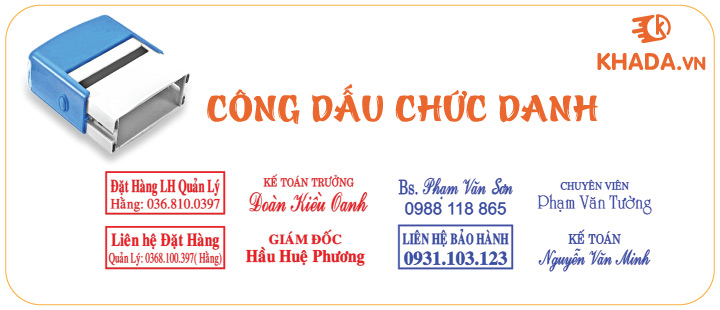 KHADA.VN
CÔNG DẤU CHỨC DANH
Đặt Hàng LH Quản Lý
Hằng: 036.810.0397
KẾ TOÁN TRƯỞNG
Đoàn Kiều Oanh
Bs. Phạm Văn Sơn
0988 118 865
CHUYÊN VIÊN
Phạm Văn Tường
Liên hệ Đặt Hàng
Quản Lý: 0368.100.397( Hằng)
GIÁM ĐỐC
Hầu Huệ Phương
LIÊN HỆ BẢO HÀNH
0931.103.123
KẾ TOÁN
Nguyễn Văn Minh